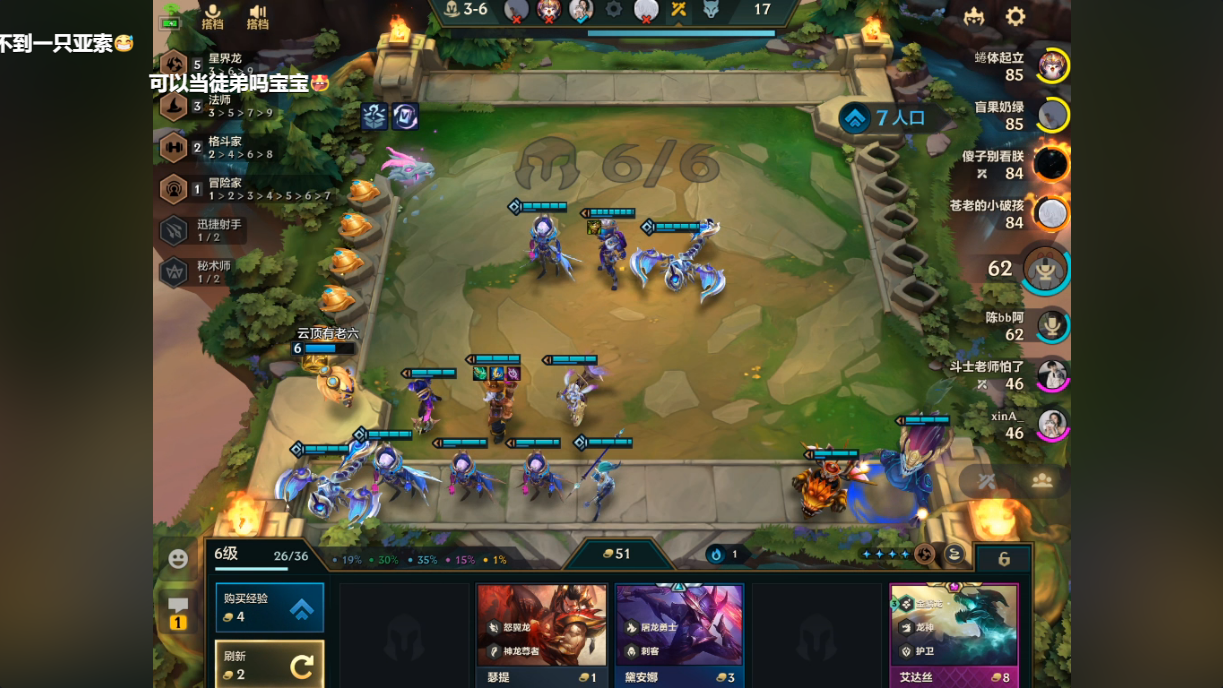 3-6
17
搭档
搭档
不到一只亚索😅
可以当徒弟吗宝宝😍
5
星界龙
3 > 6 > 9
3
法师
3 > 5 > 7 > 9
2
格斗家
2 > 4 > 6 > 8
1
冒险家
1 > 2 > 3 > 4 > 5 > 6 > 7
迅捷射手
1 / 2
秘术师
1 / 2
7人口
6/6
蜷体起立
85
盲果奶绿
85
傻子别看朕
84
苍老的小破孩
84
62
陈bb阿
62
斗士老师怕了
46
xinA_
46
云顶有老六
6
6级
26/36
19%
30%
35%
15%
1%
51
1
6
购买经验
4
刷新
2
1
怒翼龙
神龙尊者
瑟提
1
屠龙勇士
刺客
黛安娜
3
3
龙神
护卫
艾达丝
8